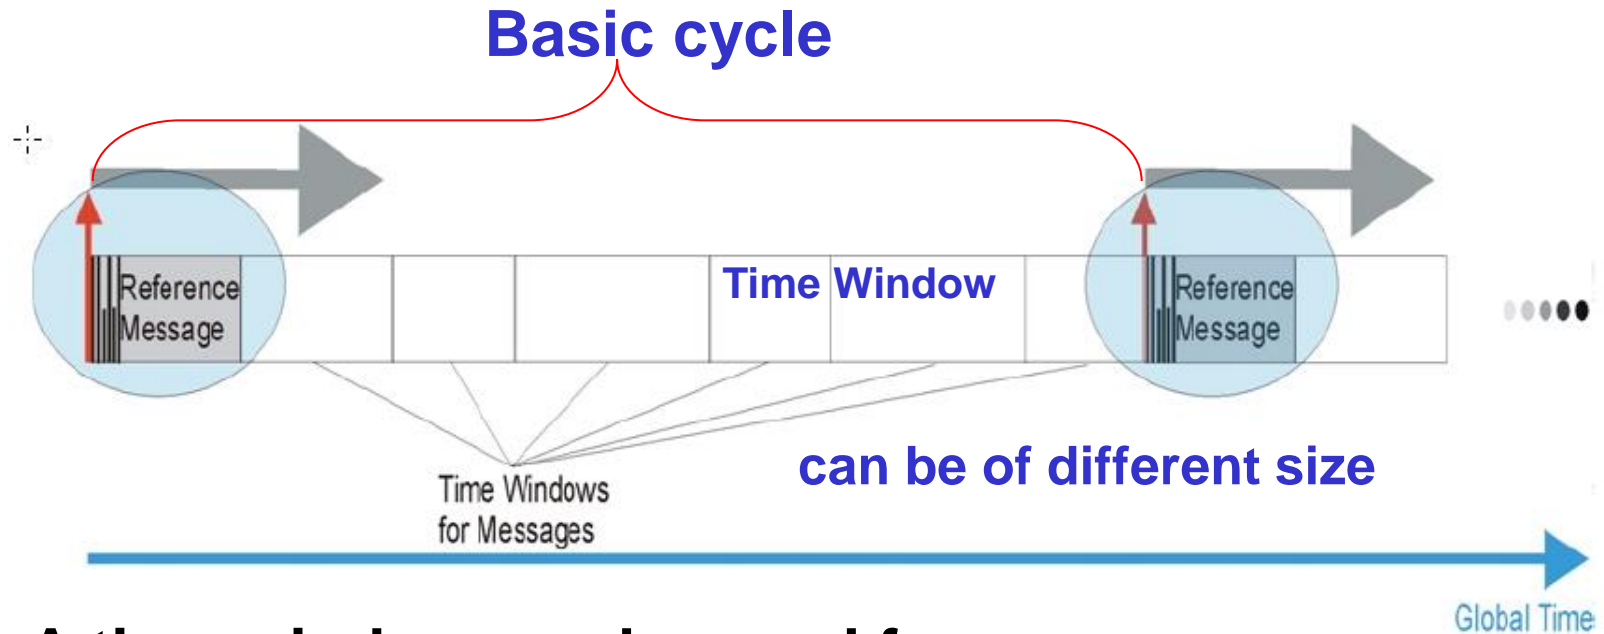 Basic cycle
Reference
Message
Time Window
Reference
Message
can be of different size
Time Windows
for Messages
Global Time